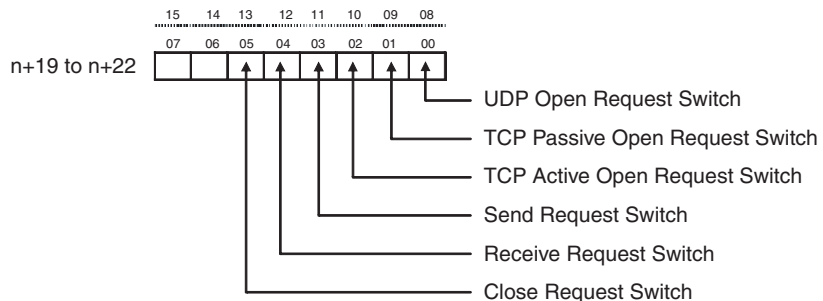 15 14 13 12 11 10 09 08
07 06 05 04 03 02 01 00
n+19 to n+22
UDP Open Request Switch
TCP Passive Open Request Switch
TCP Active Open Request Switch
Send Request Switch
Receive Request Switch
Close Request Switch